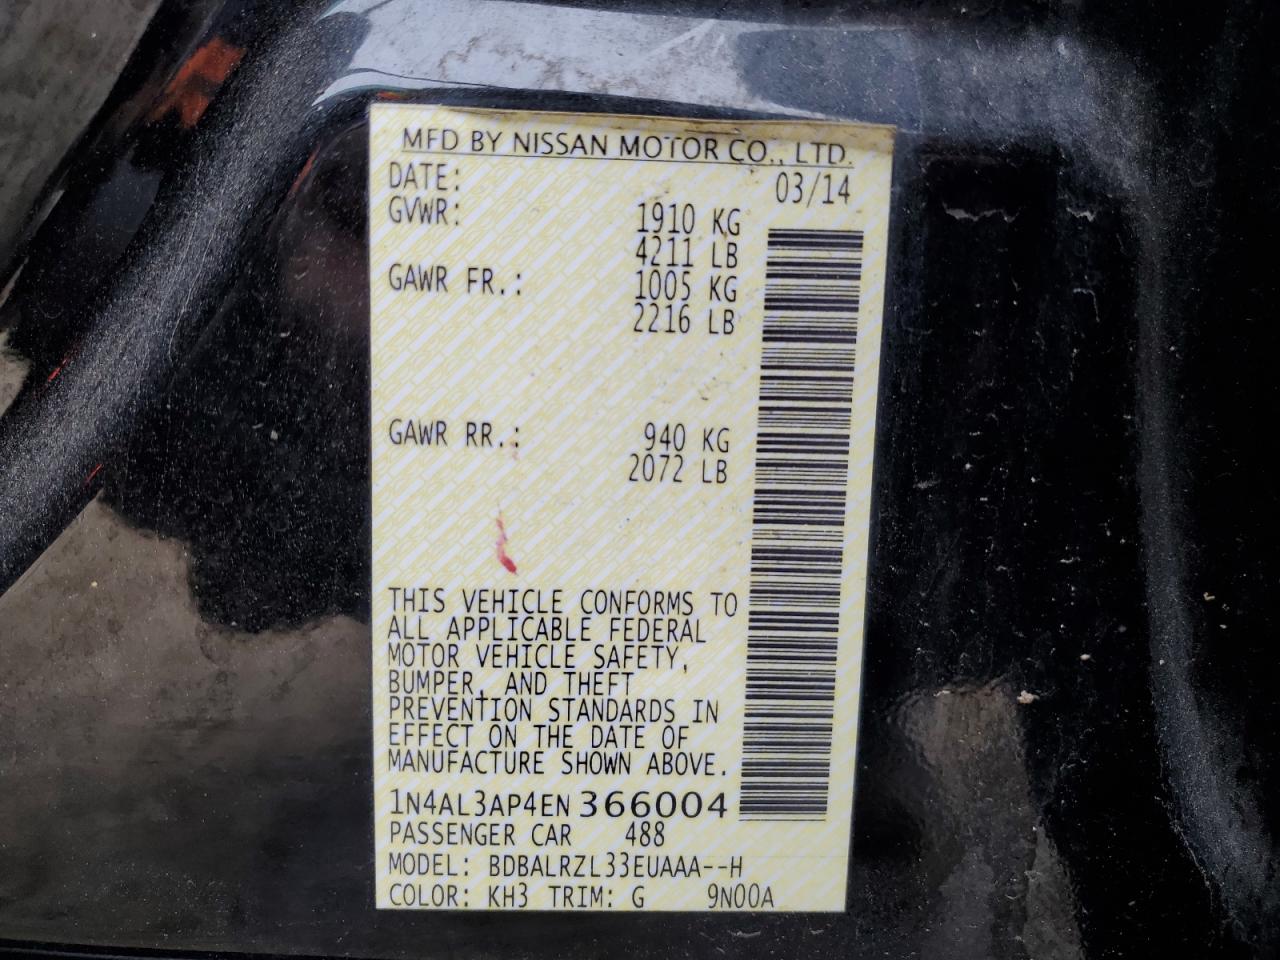 MFD BY NISSAN MOTOR CO., LTD.
DATE: 03/14
GVWR: 1910 KG
4211 LB
GAWR FR.: 1005 KG
2216 LB
GAWR RR.: 940 KG
2072 LB
THIS VEHICLE CONFORMS TO
ALL APPLICABLE FEDERAL
MOTOR VEHICLE SAFETY,
BUMPER, AND THEFT
PREVENTION STANDARDS IN
EFFECT ON THE DATE OF
MANUFACTURE SHOWN ABOVE.
1N4AL3AP4EN366004
PASSENGER CAR 488
MODEL: BDBALRZL33EUAAA--H
COLOR: KH3 TRIM: G 9N00A